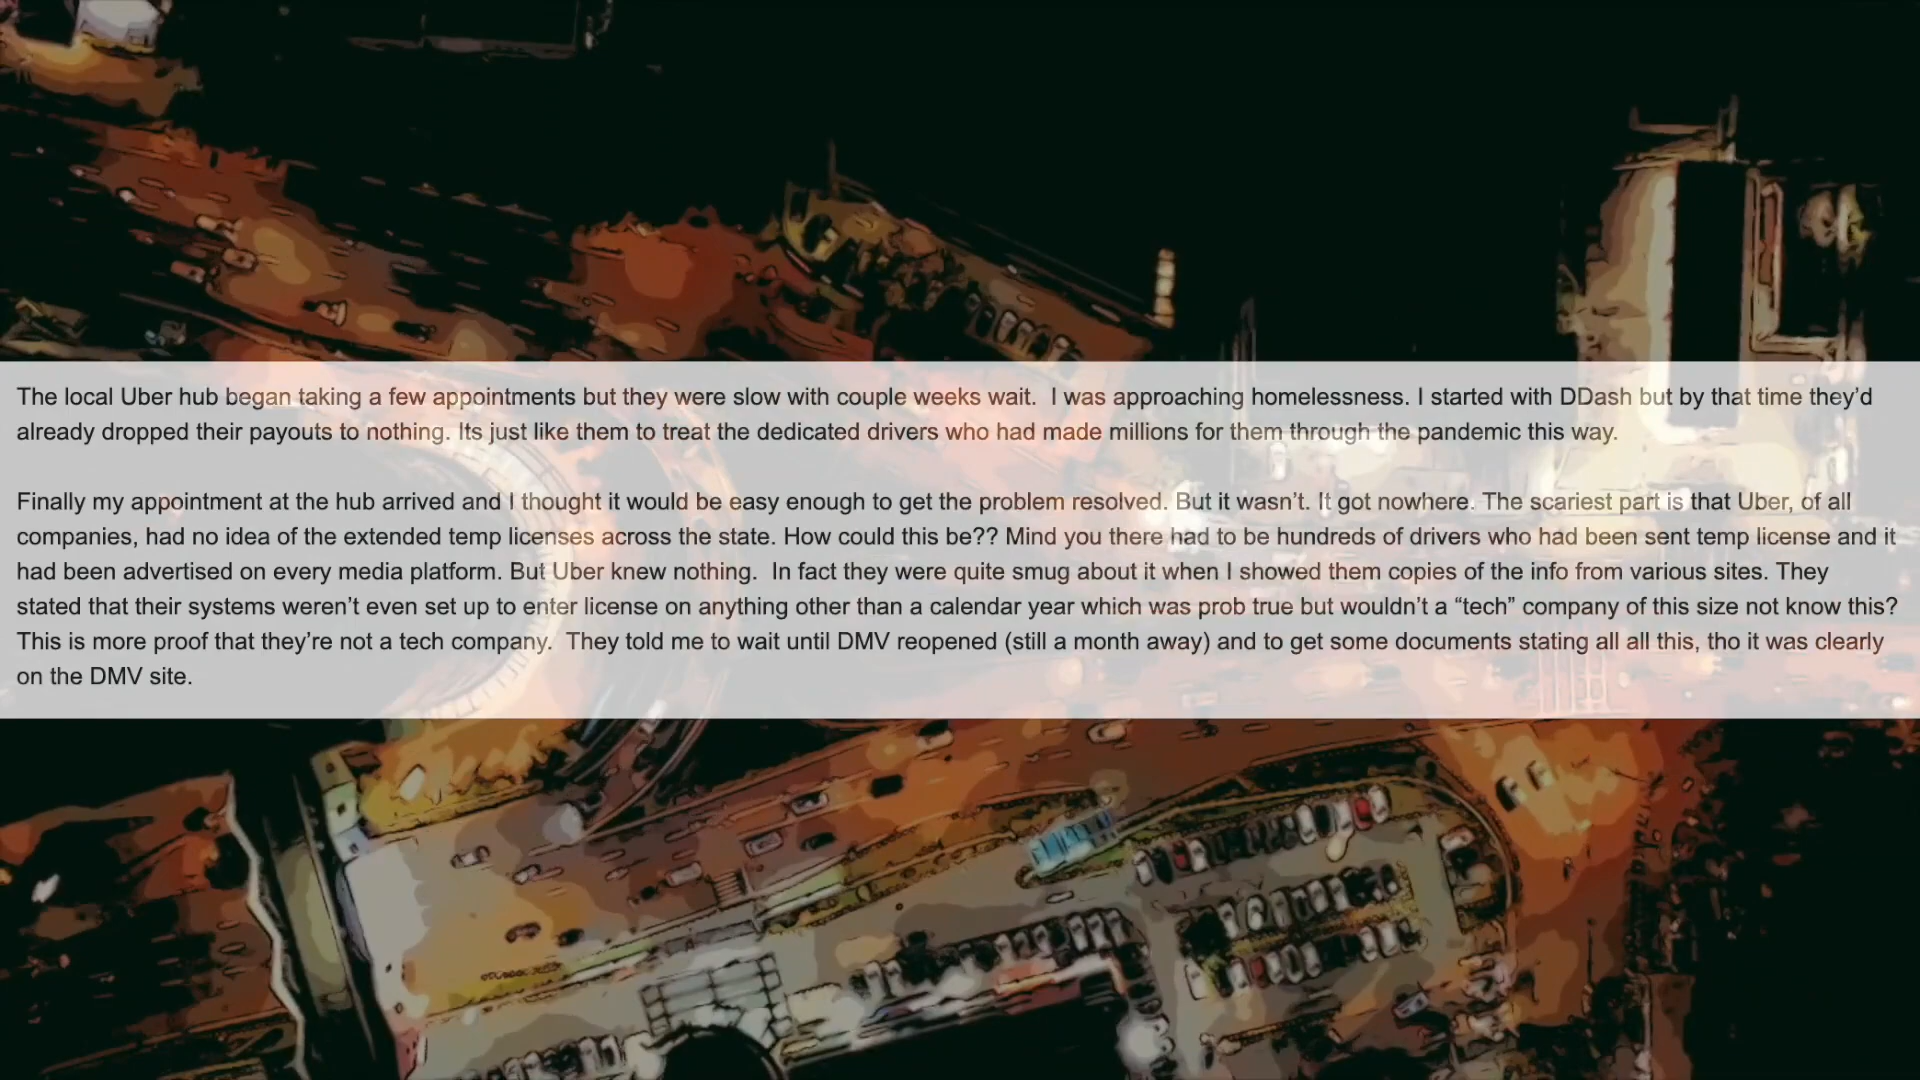 The local Uber hub began taking a few appointments but they were slow with couple weeks wait.  I was approaching homelessness. I started with DDash but by that time they’d
already dropped their payouts to nothing. Its just like them to treat the dedicated drivers who had made millions for them through the pandemic this way.
Finally my appointment at the hub arrived and I thought it would be easy enough to get the problem resolved. But it wasn’t. It got nowhere. The scariest part is that Uber, of all
companies, had no idea of the extended temp licenses across the state. How could this be?? Mind you there had to be hundreds of drivers who had been sent temp license and it
had been advertised on every media platform. But Uber knew nothing.  In fact they were quite smug about it when I showed them copies of the info from various sites. They
stated that their systems weren’t even set up to enter license on anything other than a calendar year which was prob true but wouldn’t a “tech” company of this size not know this?
This is more proof that they’re not a tech company.  They told me to wait until DMV reopened (still a month away) and to get some documents stating all all this, tho it was clearly
on the DMV site.